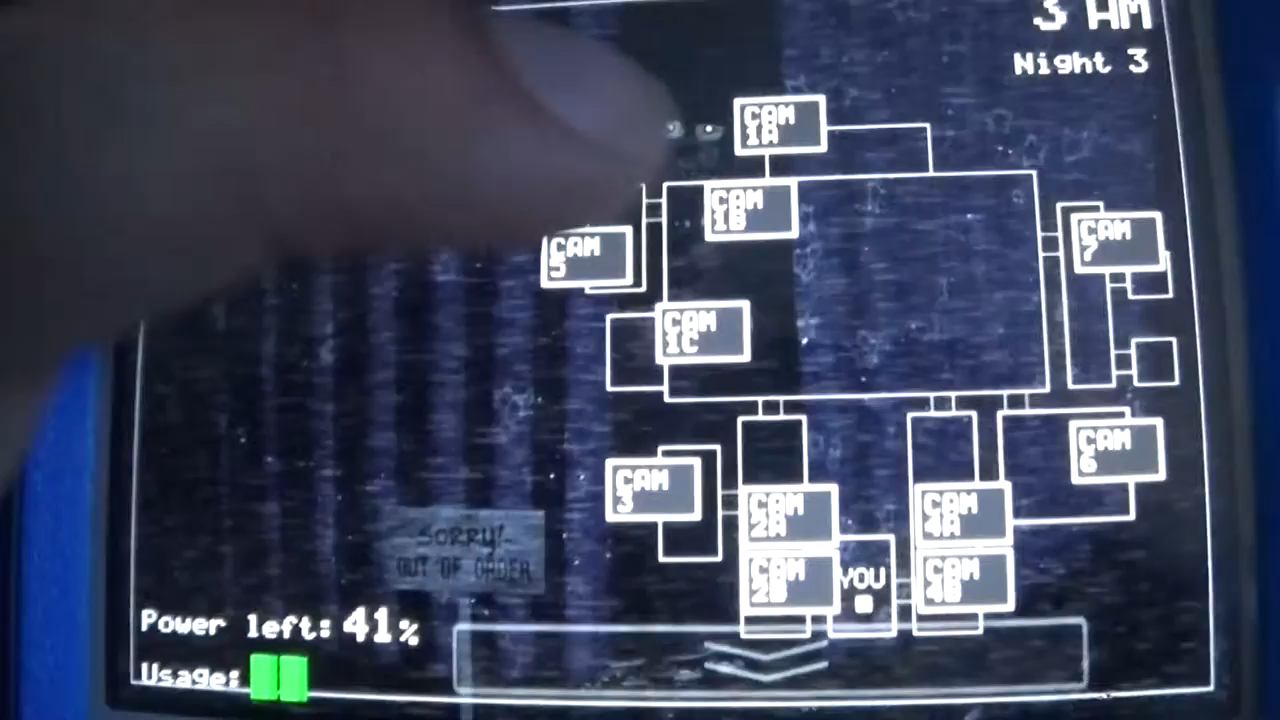 3 AM
Night 3
CAM
1A
CAM
1B
CAM
5
CAM
7
CAM
1C
CAM
3
CAM
6
CAM
2A
CAM
4A
CAM
2B
YOU
CAM
4B
SORRY!
OUT OF ORDER
Power left: 41%
Usage: